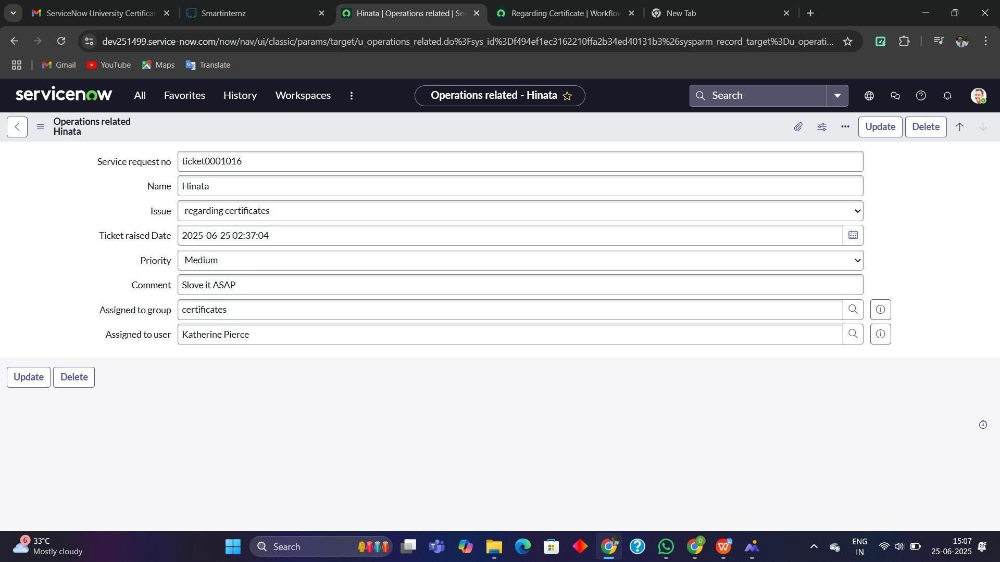 ServiceNow University Certificat
Smartinternz
Hinata | Operations related | Se
Regarding Certificate | Workflow
New Tab
dev251499.service-now.com/now/nav/ui/classic/params/target/u_operations_related.do%3Fsys_id%3Df494ef1ec3162210ffa2b34ed40131b3%26sysparm_record_target%3Du_operati...
Gmail
YouTube
Maps
Translate
servicenow
All
Favorites
History
Workspaces
Operations related - Hinata
Search
Operations related
Hinata
Update
Delete
Service request no
ticket0001016
Name
Hinata
Issue
regarding certificates
Ticket raised Date
2025-06-25 02:37:04
Priority
Medium
Comment
Slove it ASAP
Assigned to group
certificates
Assigned to user
Katherine Pierce
Update
Delete
6
33°C
Mostly cloudy
Search
D
ENG
IN
15:07
25-06-2025